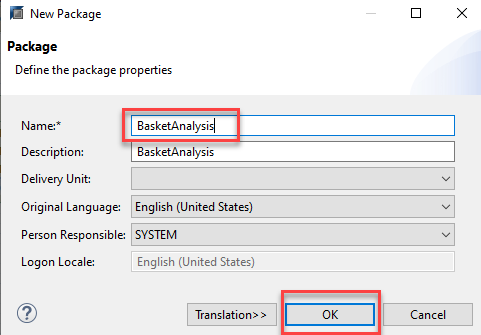 New Package
Package
Define the package properties
Name:* BasketAnalysis
Description: BasketAnalysis
Delivery Unit:
Original Language: English (United States)
Person Responsible: SYSTEM
Logon Locale: English (United States)
? Translation>> OK Cancel